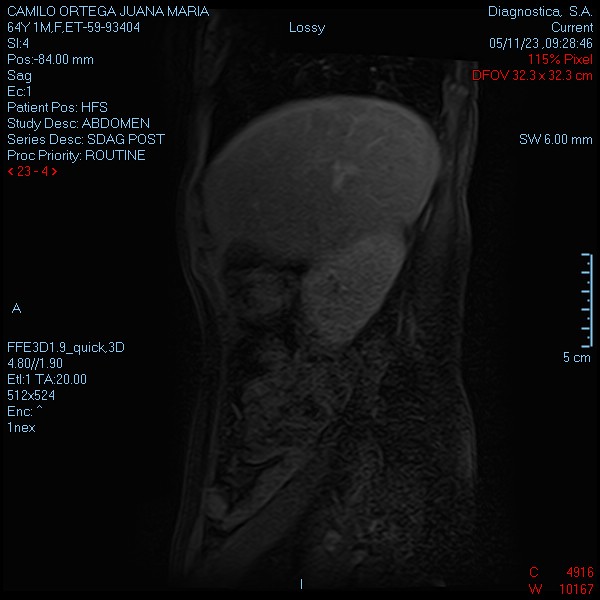 CAMILO ORTEGA JUANA MARIA
64Y 1M,F,ET-59-93404
Sl:4
Pos:-84.00 mm
Sag
Ec:1
Patient Pos: HFS
Study Desc: ABDOMEN
Series Desc: SDAG POST
Proc Priority: ROUTINE
< 23 - 4 >
Lossy
Diagnostica, S.A.
Current
05/11/23 ,09:28:46
115% Pixel
DFOV 32.3 x 32.3 cm
SW 6.00 mm
A
5 cm
FFE3D1.9_quick,3D
4.80//1.90
Etl:1 TA:20.00
512x524
Enc: ^
1nex
I
C 4916
W 10167